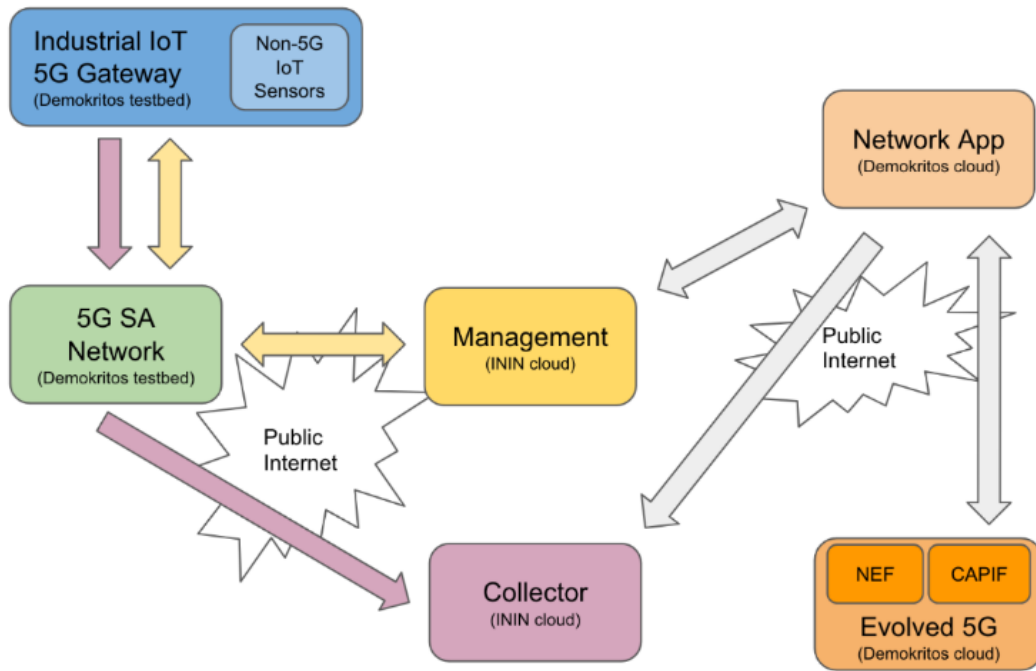 Industrial IoT
5G Gateway
(Demokritos testbed)
Non-5G
IoT
Sensors
Network App
(Demokritos cloud)
5G SA
Network
(Demokritos testbed)
Management
(ININ cloud)
Public
Internet
Public
Internet
Collector
(ININ cloud)
NEF
CAPIF
Evolved 5G
(Demokritos cloud)